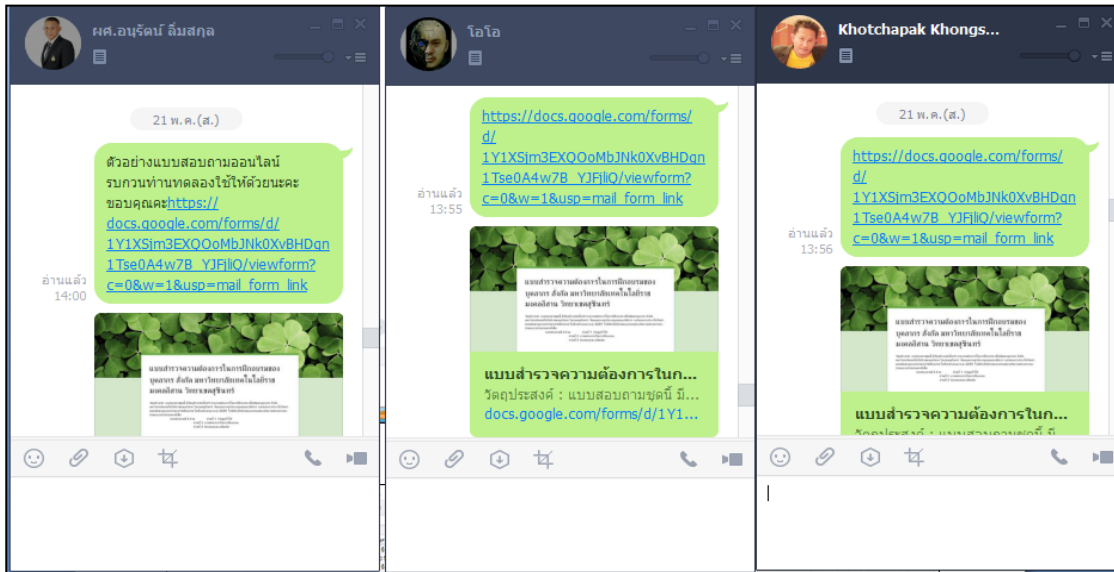 ผศ.อนุรัตน์ ลิ่มสกุล
21 พ.ค.(ส.)
ตัวอย่างแบบสอบถามออนไลน์
รบกวนท่านทดลองใช้ให้ด้วยนะคะ
ขอบคุณคะhttps://
docs.google.com/forms/d/
1Y1XSjm3EXQOoMbJNk0XvBHDqn
1Tse0A4w7B_YJFjliQ/viewform?
c=0&w=1&usp=mail_form_link
อ่านแล้ว
14:00
แบบสำรวจความต้องการในการฝึกอบรมของ
บุคลากร สังกัด มหาวิทยาลัยเทคโนโลยีราช
มงคลอีสาน วิทยาเขตสุรินทร์
โอโอ
https://docs.google.com/forms/
d/
1Y1XSjm3EXQOoMbJNk0XvBHDqn
1Tse0A4w7B_YJFjliQ/viewform?
c=0&w=1&usp=mail_form_link
อ่านแล้ว
13:55
แบบสำรวจความต้องการในการฝึกอบรมของ
บุคลากร สังกัด มหาวิทยาลัยเทคโนโลยีราช
มงคลอีสาน วิทยาเขตสุรินทร์
แบบสำรวจความต้องการในก...
วัตถุประสงค์ : แบบสอบถามชุดนี้ มี...
docs.google.com/forms/d/1Y1...
Khotchapak Khongs...
21 พ.ค.(ส.)
https://docs.google.com/forms/
d/
1Y1XSjm3EXQOoMbJNk0XvBHDqn
1Tse0A4w7B_YJFjliQ/viewform?
c=0&w=1&usp=mail_form_link
อ่านแล้ว
13:56
แบบสำรวจความต้องการในการฝึกอบรมของ
บุคลากร สังกัด มหาวิทยาลัยเทคโนโลยีราช
มงคลอีสาน วิทยาเขตสุรินทร์
แบบสำรวจความต้องการในก...
วัตถุประสงค์ : แบบสอบถามชุดนี้ มี